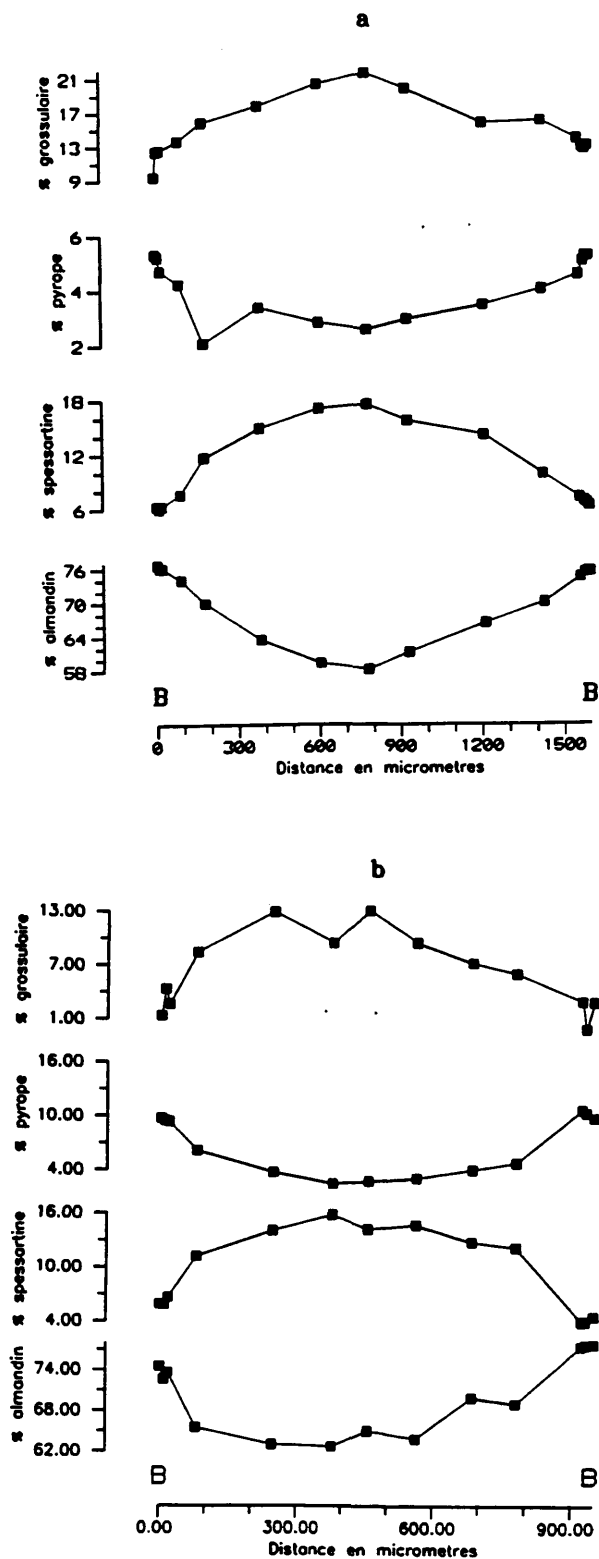 a
% grossulaire
21
17
13
9
% pyrope
6
4
2
% spessartine
18
12
6
% almandin
76
70
64
58
B B
0 300 600 900 1200 1500
Distance en micrometres
b
% grossulaire
13.00
7.00
1.00
% pyrope
16.00
10.00
4.00
% spessartine
16.00
10.00
4.00
% almandin
74.00
68.00
62.00
B B
0.00 300.00 600.00 900.00
Distance en micrometres